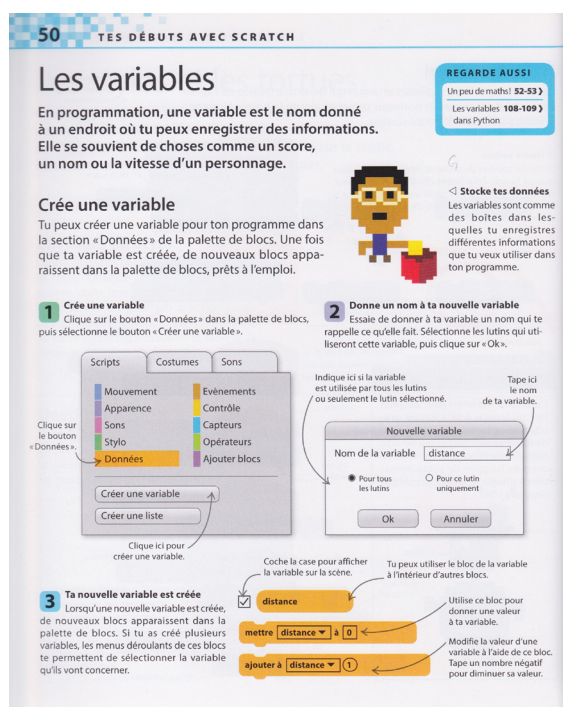 50 TES DÉBUTS AVEC SCRATCH
Les variables
En programmation, une variable est le nom donné
à un endroit où tu peux enregistrer des informations.
Elle se souvient de choses comme un score,
un nom ou la vitesse d'un personnage.
REGARDE AUSSI
Un peu de maths! 52-53 ❯
Les variables 108-109 ❯
dans Python
Crée une variable
Tu peux créer une variable pour ton programme dans
la section «Données» de la palette de blocs. Une fois
que ta variable est créée, de nouveaux blocs appa-
raissent dans la palette de blocs, prêts à l'emploi.
◁ Stocke tes données
Les variables sont comme
des boîtes dans les-
quelles tu enregistres
différentes informations
que tu veux utiliser dans
ton programme.
1 Crée une variable
Clique sur le bouton «Données» dans la palette de blocs,
puis sélectionne le bouton «Créer une variable».
2 Donne un nom à ta nouvelle variable
Essaie de donner à ta variable un nom qui te
rappelle ce qu'elle fait. Sélectionne les lutins qui uti-
liseront cette variable, puis clique sur «Ok».
Scripts Costumes Sons
Mouvement Evènements
Apparence Contrôle
Sons Capteurs
Stylo Opérateurs
Données Ajouter blocs
Clique sur
le bouton
«Données».
Créer une variable
Créer une liste
Clique ici pour
créer une variable.
Indique ici si la variable
est utilisée par tous les lutins
ou seulement le lutin sélectionné.
Tape ici
le nom
de ta variable.
Nouvelle variable
Nom de la variable distance
Pour tous
les lutins
Pour ce lutin
uniquement
Ok Annuler
3 Ta nouvelle variable est créée
Lorsqu'une nouvelle variable est créée,
de nouveaux blocs apparaissent dans la
palette de blocs. Si tu as créé plusieurs
variables, les menus déroulants de ces blocs
te permettent de sélectionner la variable
qu'ils vont concerner.
Coche la case pour afficher
la variable sur la scène.
Tu peux utiliser le bloc de la variable
à l'intérieur d'autres blocs.
distance
mettre distance ▼ à 0
ajouter à distance ▼ 1
Utilise ce bloc pour
donner une valeur
à ta variable.
Modifie la valeur d'une
variable à l'aide de ce bloc.
Tape un nombre négatif
pour diminuer sa valeur.